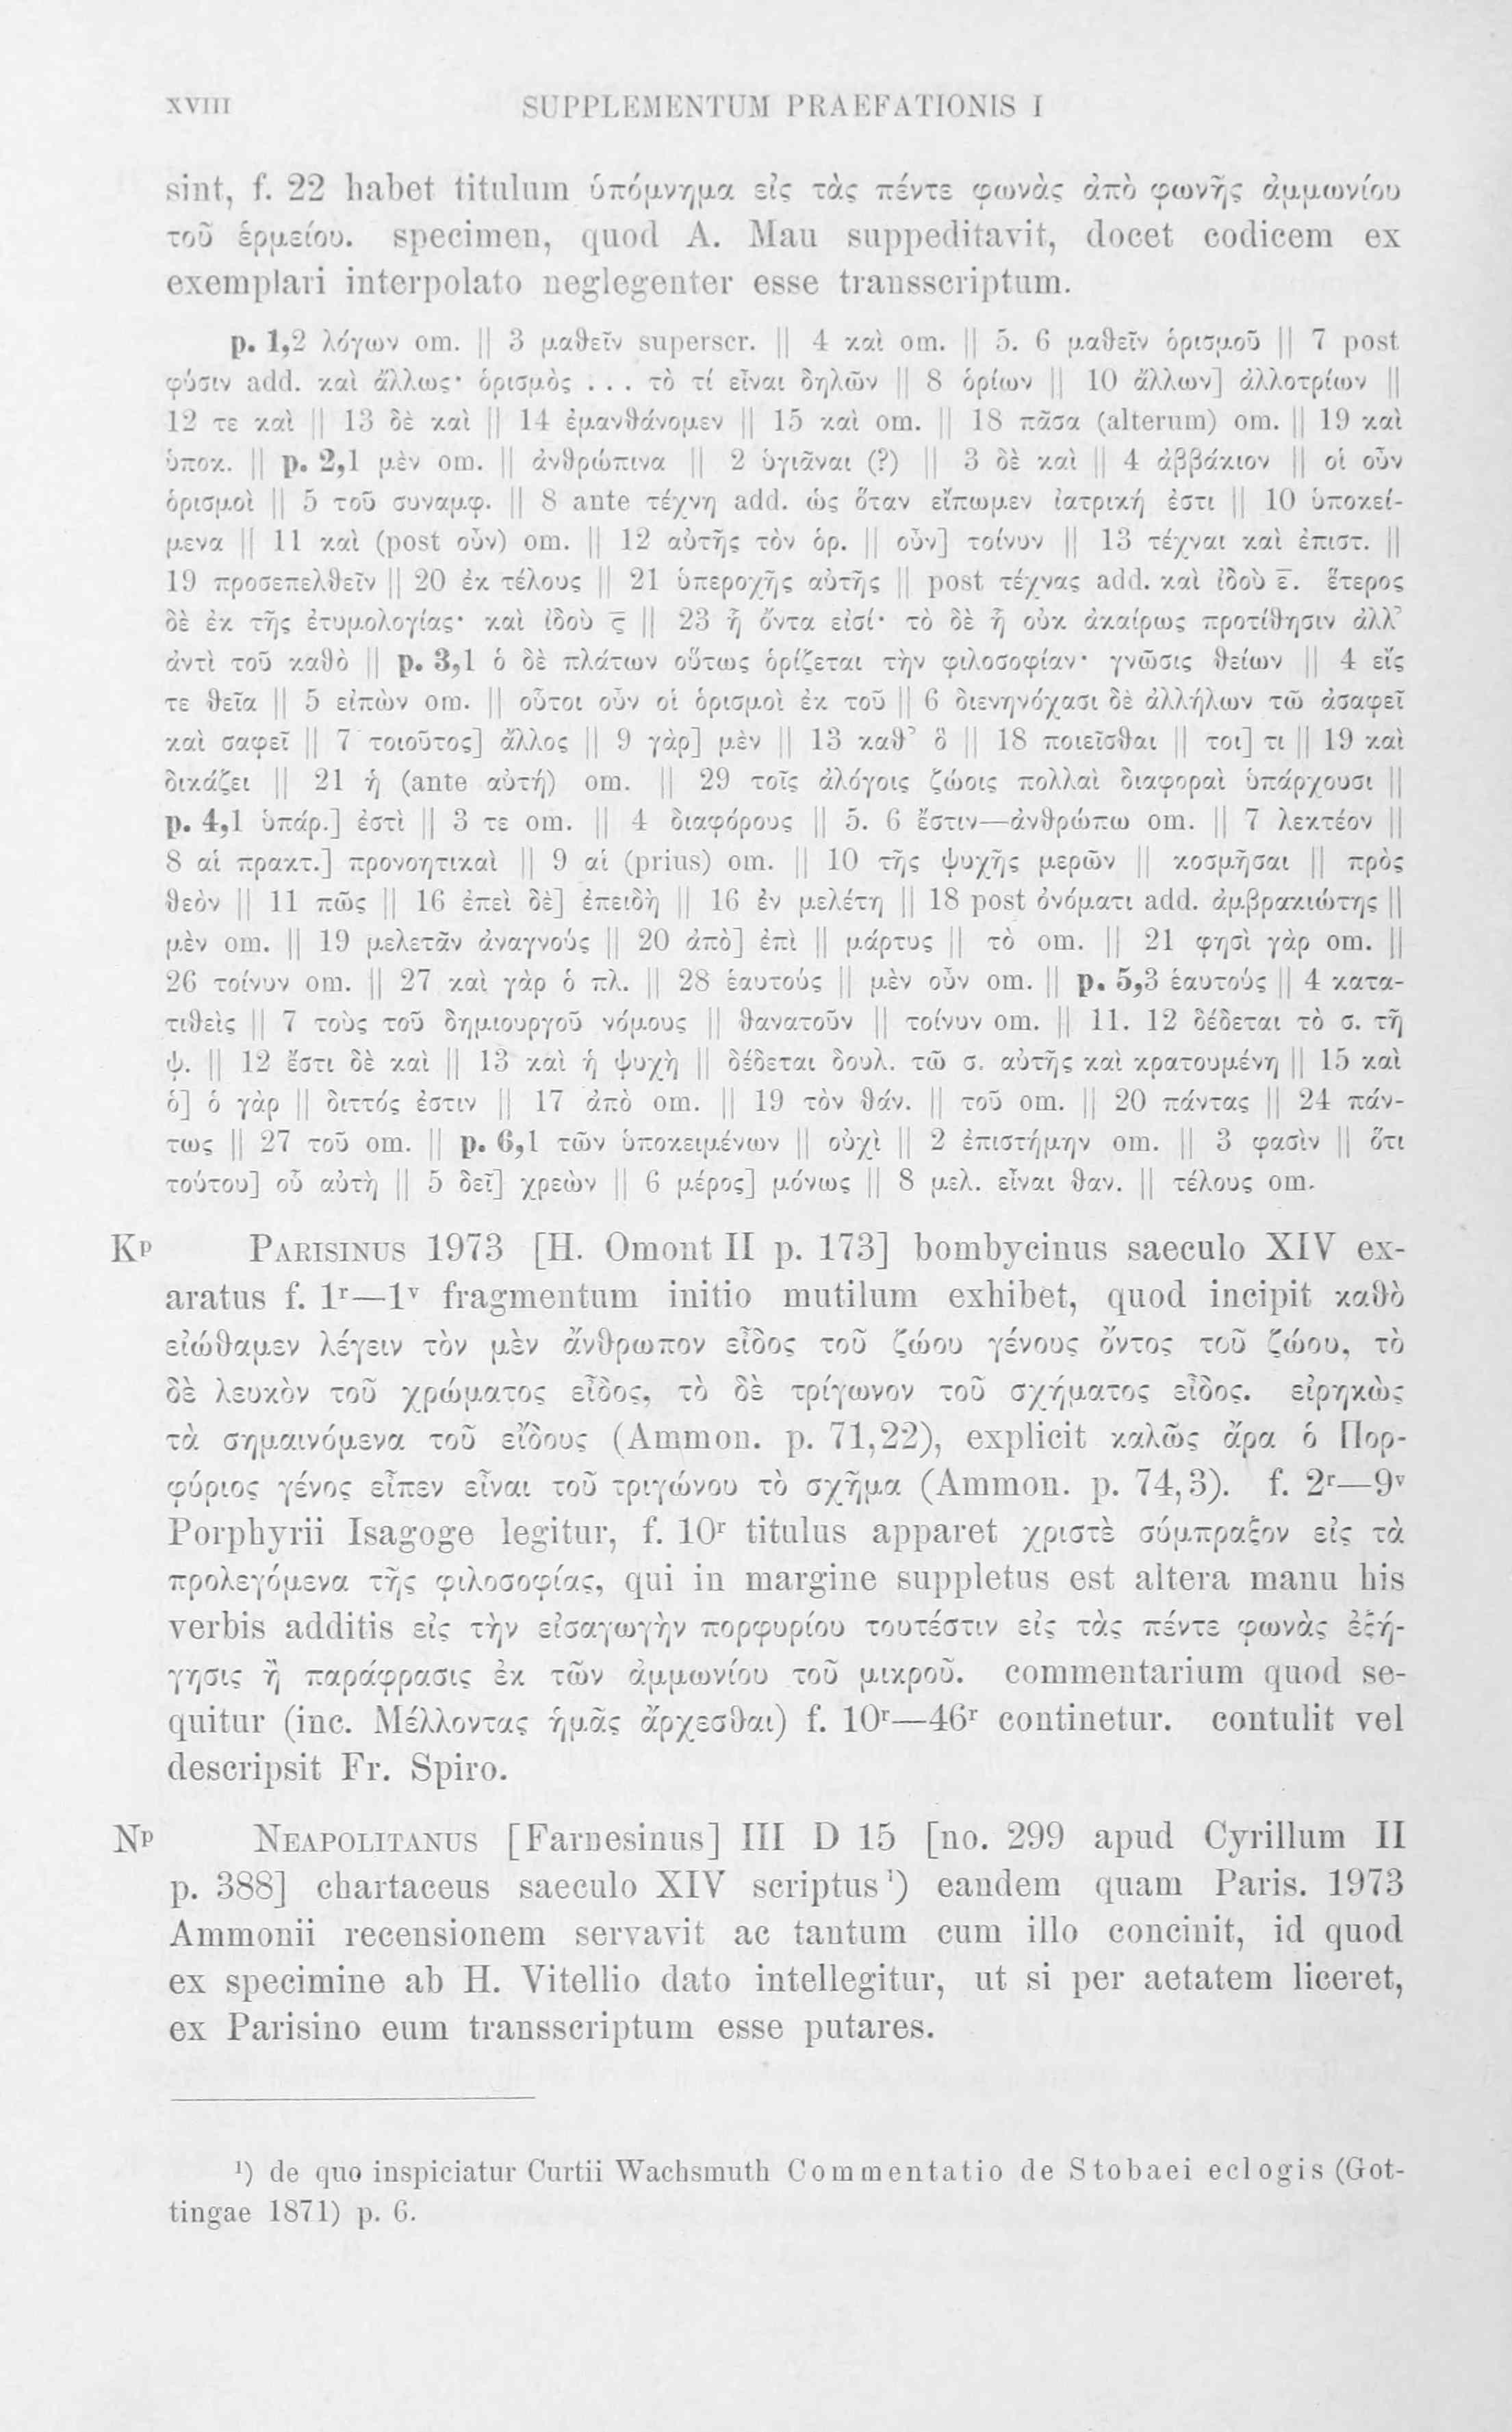 XVIII SUPPLEMENTUM PRAEFATIONIS I
sint, f. 22 habet titulum ὑπόμνημα εἰς τὰς πέντε φωνὰς ἀπὸ φωνῆς ἀμμωνίου
τοῦ ἑρμείου. specimen, quod A. Mau suppeditavit, docet codicem ex
exemplari interpolato neglegenter esse transscriptum.
p. 1,2 λόγων om. || 3 μαθεῖν superscr. || 4 καὶ om. || 5. 6 μαθεῖν ὁρισμοῦ || 7 post
φύσιν add. καὶ ἄλλως· ὁρισμὸς . . . τὸ τί εἶναι δηλῶν || 8 ὁρίων || 10 ἄλλων] ἀλλοτρίων ||
12 τε καὶ || 13 δὲ καὶ || 14 ἐμανθάνομεν || 15 καὶ om. || 18 πᾶσα (alterum) om. || 19 καὶ
ὑποκ. || p. 2,1 μὲν om. || ἀνθρώπινα || 2 ὑγιᾶναι (?) || 3 δὲ καὶ || 4 ἀββάκιον || οἱ οὖν
ὁρισμοὶ || 5 τοῦ συναμφ. || 8 ante τέχνη add. ὡς ὅταν εἴπωμεν ἰατρική ἐστι || 10 ὑποκεί-
μενα || 11 καὶ (post οὖν) om. || 12 αὐτῆς τὸν ὁρ. || οὖν] τοίνυν || 13 τέχναι καὶ ἐπιστ. ||
19 προσεπελθεῖν || 20 ἐκ τέλους || 21 ὑπεροχῆς αὐτῆς || post τέχνας add. καὶ ἰδοὺ ε̅. ἕτερος
δὲ ἐκ τῆς ἐτυμολογίας· καὶ ἰδοὺ ϛ̅ || 23 ᾗ ὄντα εἰσί· τὸ δὲ ᾗ οὐκ ἀκαίρως προτίθησιν ἀλλ’
ἀντὶ τοῦ καθὸ || p. 3,1 ὁ δὲ πλάτων οὕτως ὁρίζεται τὴν φιλοσοφίαν· γνῶσις θείων || 4 εἴς
τε θεῖα || 5 εἰπὼν om. || οὗτοι οὖν οἱ ὁρισμοὶ ἐκ τοῦ || 6 διενηνόχασι δὲ ἀλλήλων τῶ ἀσαφεῖ
καὶ σαφεῖ || 7 τοιοῦτος] ἄλλος || 9 γὰρ] μὲν || 13 καθ’ ὃ || 18 ποιεῖσθαι || τοι] τι || 19 καὶ
δικάζει || 21 ἡ (ante αὐτή) om. || 29 τοῖς ἀλόγοις ζώοις πολλαὶ διαφοραὶ ὑπάρχουσι ||
p. 4,1 ὑπάρ.] ἐστὶ || 3 τε om. || 4 διαφόρους || 5. 6 ἔστιν—ἀνθρώπω om. || 7 λεκτέον ||
8 αἱ πρακτ.] προνοητικαὶ || 9 αἱ (prius) om. || 10 τῆς ψυχῆς μερῶν || κοσμῆσαι || πρὸς
θεὸν || 11 πῶς || 16 ἐπεὶ δὲ] ἐπειδὴ || 16 ἐν μελέτη || 18 post ὀνόματι add. ἀμβρακιώτης ||
μὲν om. || 19 μελετᾶν ἀναγνούς || 20 ἀπὸ] ἐπὶ || μάρτυς || τὸ om. || 21 φησὶ γὰρ om. ||
26 τοίνυν om. || 27 καὶ γὰρ ὁ πλ. || 28 ἑαυτούς || μὲν οὖν om. || p. 5,3 ἑαυτούς || 4 κατα-
τιθεὶς || 7 τοὺς τοῦ δημιουργοῦ νόμους || θανατοῦν || τοίνυν om. || 11. 12 δέδεται τὸ σ. τῆ
ψ. || 12 ἔστι δὲ καὶ || 13 καὶ ἡ ψυχὴ || δέδεται δουλ. τῶ σ. αὐτῆς καὶ κρατουμένη || 15 καὶ
ὁ] ὁ γὰρ || διττός ἐστιν || 17 ἀπὸ om. || 19 τὸν θάν. || τοῦ om. || 20 πάντας || 24 πάν-
τως || 27 τοῦ om. || p. 6,1 τῶν ὑποκειμένων || οὐχὶ || 2 ἐπιστήμην om. || 3 φασὶν || ὅτι
τούτου] οὗ αὐτὴ || 5 δεῖ] χρεὼν || 6 μέρος] μόνως || 8 μελ. εἶναι θαν. || τέλους om.
Kᵖ PARISINUS 1973 [H. Omont II p. 173] bombycinus saeculo XIV ex-
aratus f. 1ʳ—1ᵛ fragmentum initio mutilum exhibet, quod incipit καθὸ
εἰώθαμεν λέγειν τὸν μὲν ἄνθρωπον εἶδος τοῦ ζώου γένους ὄντος τοῦ ζώου, τὸ
δὲ λευκὸν τοῦ χρώματος εἶδος, τὸ δὲ τρίγωνον τοῦ σχήματος εἶδος. εἰρηκὼς
τὰ σημαινόμενα τοῦ εἴδους (Ammon. p. 71,22), explicit καλῶς ἄρα ὁ Πορ-
φύριος γένος εἶπεν εἶναι τοῦ τριγώνου τὸ σχῆμα (Ammon. p. 74,3). f. 2ʳ—9ᵛ
Porphyrii Isagoge legitur, f. 10ʳ titulus apparet χριστὲ σύμπραξον εἰς τὰ
προλεγόμενα τῆς φιλοσοφίας, qui in margine suppletus est altera manu his
verbis additis εἰς τὴν εἰσαγωγὴν πορφυρίου τουτέστιν εἰς τὰς πέντε φωνὰς ἐξή-
γησις ἢ παράφρασις ἐκ τῶν ἀμμωνίου τοῦ μικροῦ. commentarium quod se-
quitur (inc. Μέλλοντας ἡμᾶς ἄρχεσθαι) f. 10ʳ—46ʳ continetur. contulit vel
descripsit Fr. Spiro.
Nᵖ NEAPOLITANUS [Farnesinus] III D 15 [no. 299 apud Cyrillum II
p. 388] chartaceus saeculo XIV scriptus¹) eandem quam Paris. 1973
Ammonii recensionem servavit ac tantum cum illo concinit, id quod
ex specimine ab H. Vitellio dato intellegitur, ut si per aetatem liceret,
ex Parisino eum transscriptum esse putares.
¹) de quo inspiciatur Curtii Wachsmuth Commentatio de Stobaei eclogis (Got-
tingae 1871) p. 6.